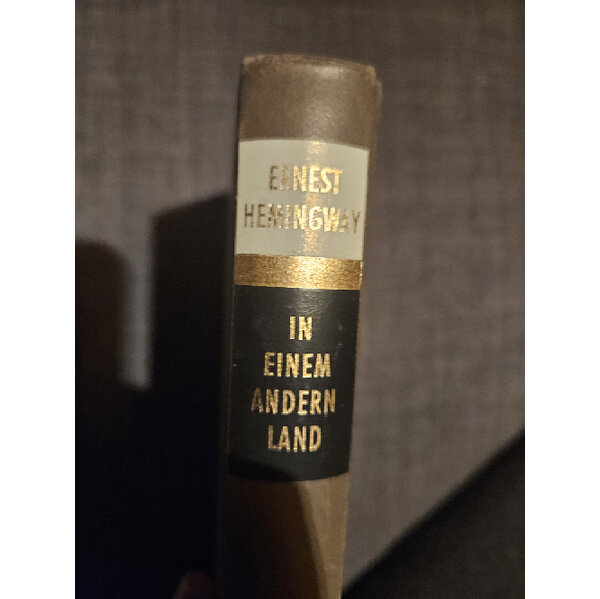 ERNEST
HEMINGWAY
IN
EINEM
ANDERN
LAND